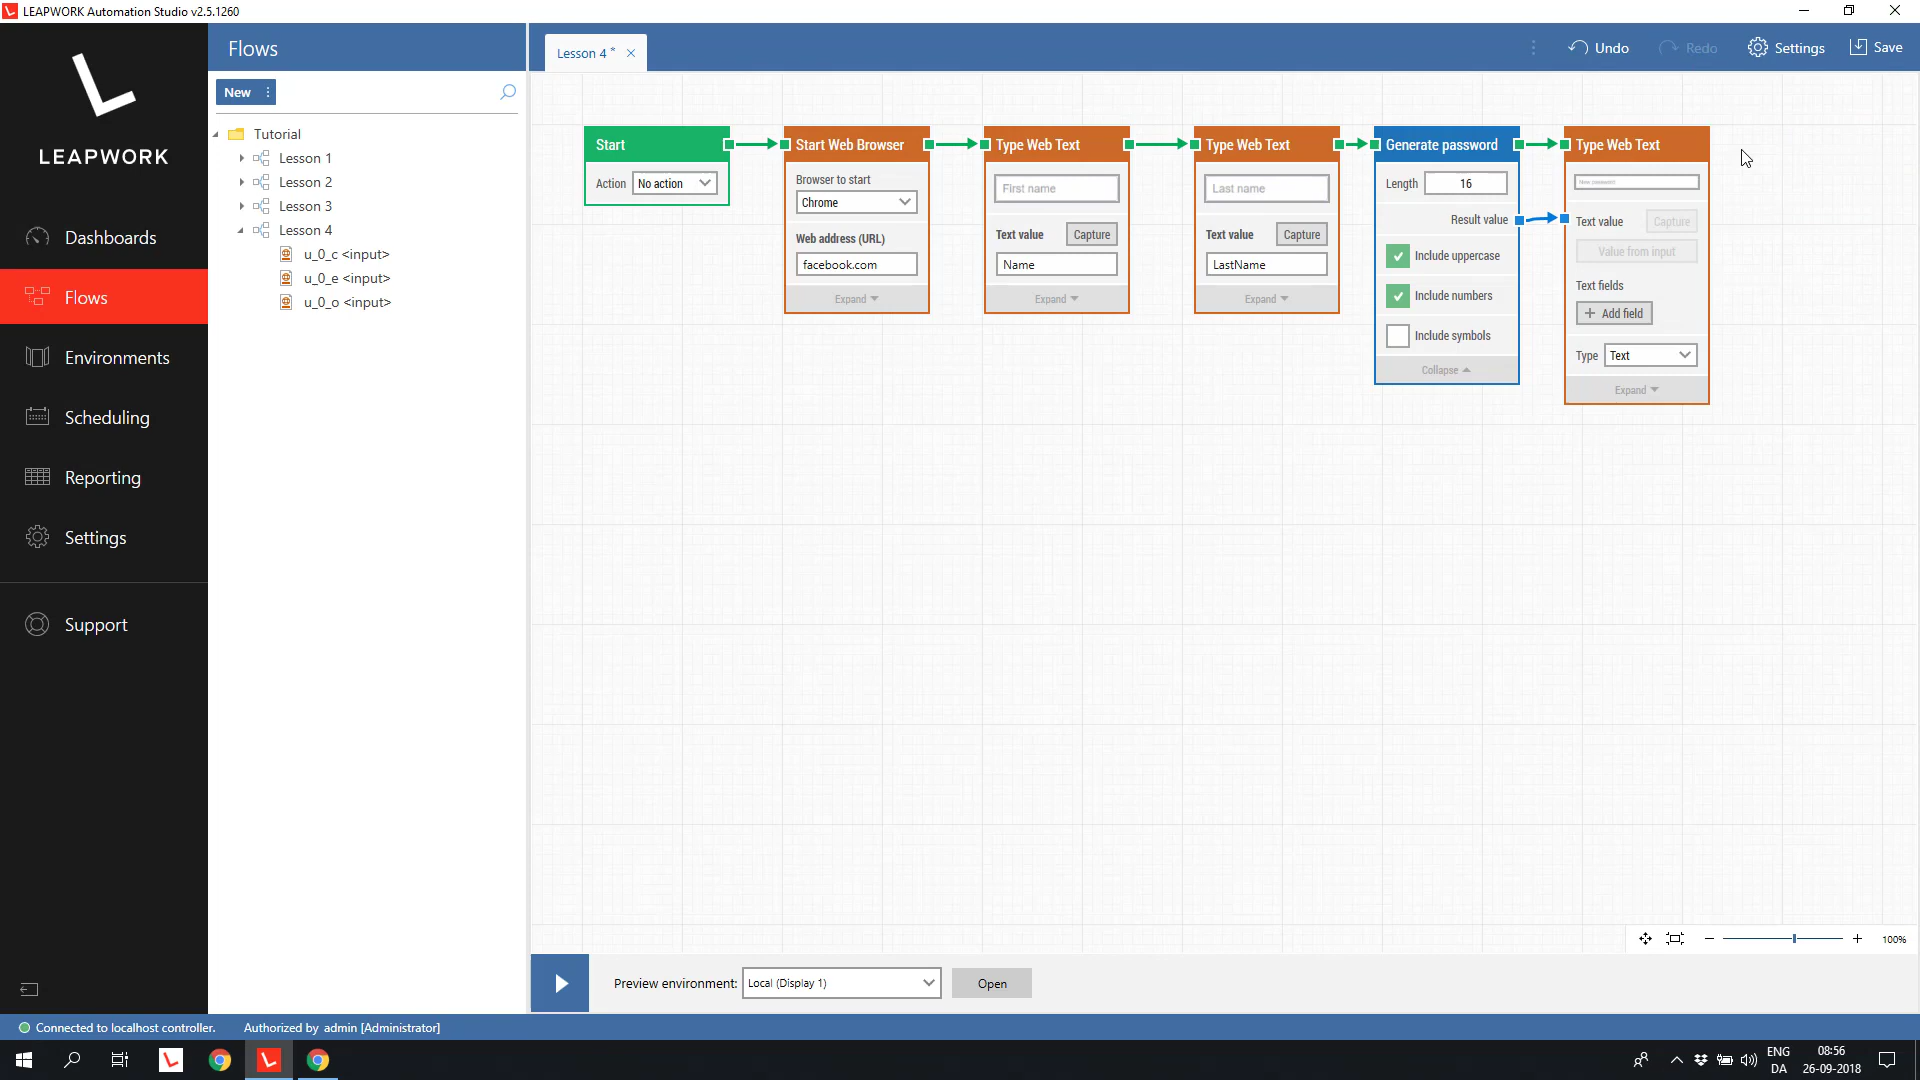 LEAPWORK Automation Studio v2.5.1260
LEAPWORK
Dashboards
Flows
Environments
Scheduling
Reporting
Settings
Support
Flows
New
Tutorial
Lesson 1
Lesson 2
Lesson 3
Lesson 4
u_0_c <input>
u_0_e <input>
u_0_o <input>
Lesson 4 *
Undo
Redo
Settings
Save
Start
Action No action
Start Web Browser
Browser to start
Chrome
Web address (URL)
facebook.com
Expand
Type Web Text
First name
Text value Capture
Name
Expand
Type Web Text
Last name
Text value Capture
LastName
Expand
Generate password
Length 16
Result value
Include uppercase
Include numbers
Include symbols
Collapse
Type Web Text
New password
Text value Capture
Value from input
Text fields
+ Add field
Type Text
Expand
100%
Preview environment: Local (Display 1) Open
Connected to localhost controller. Authorized by admin [Administrator]
ENG
DA
08:56
26-09-2018